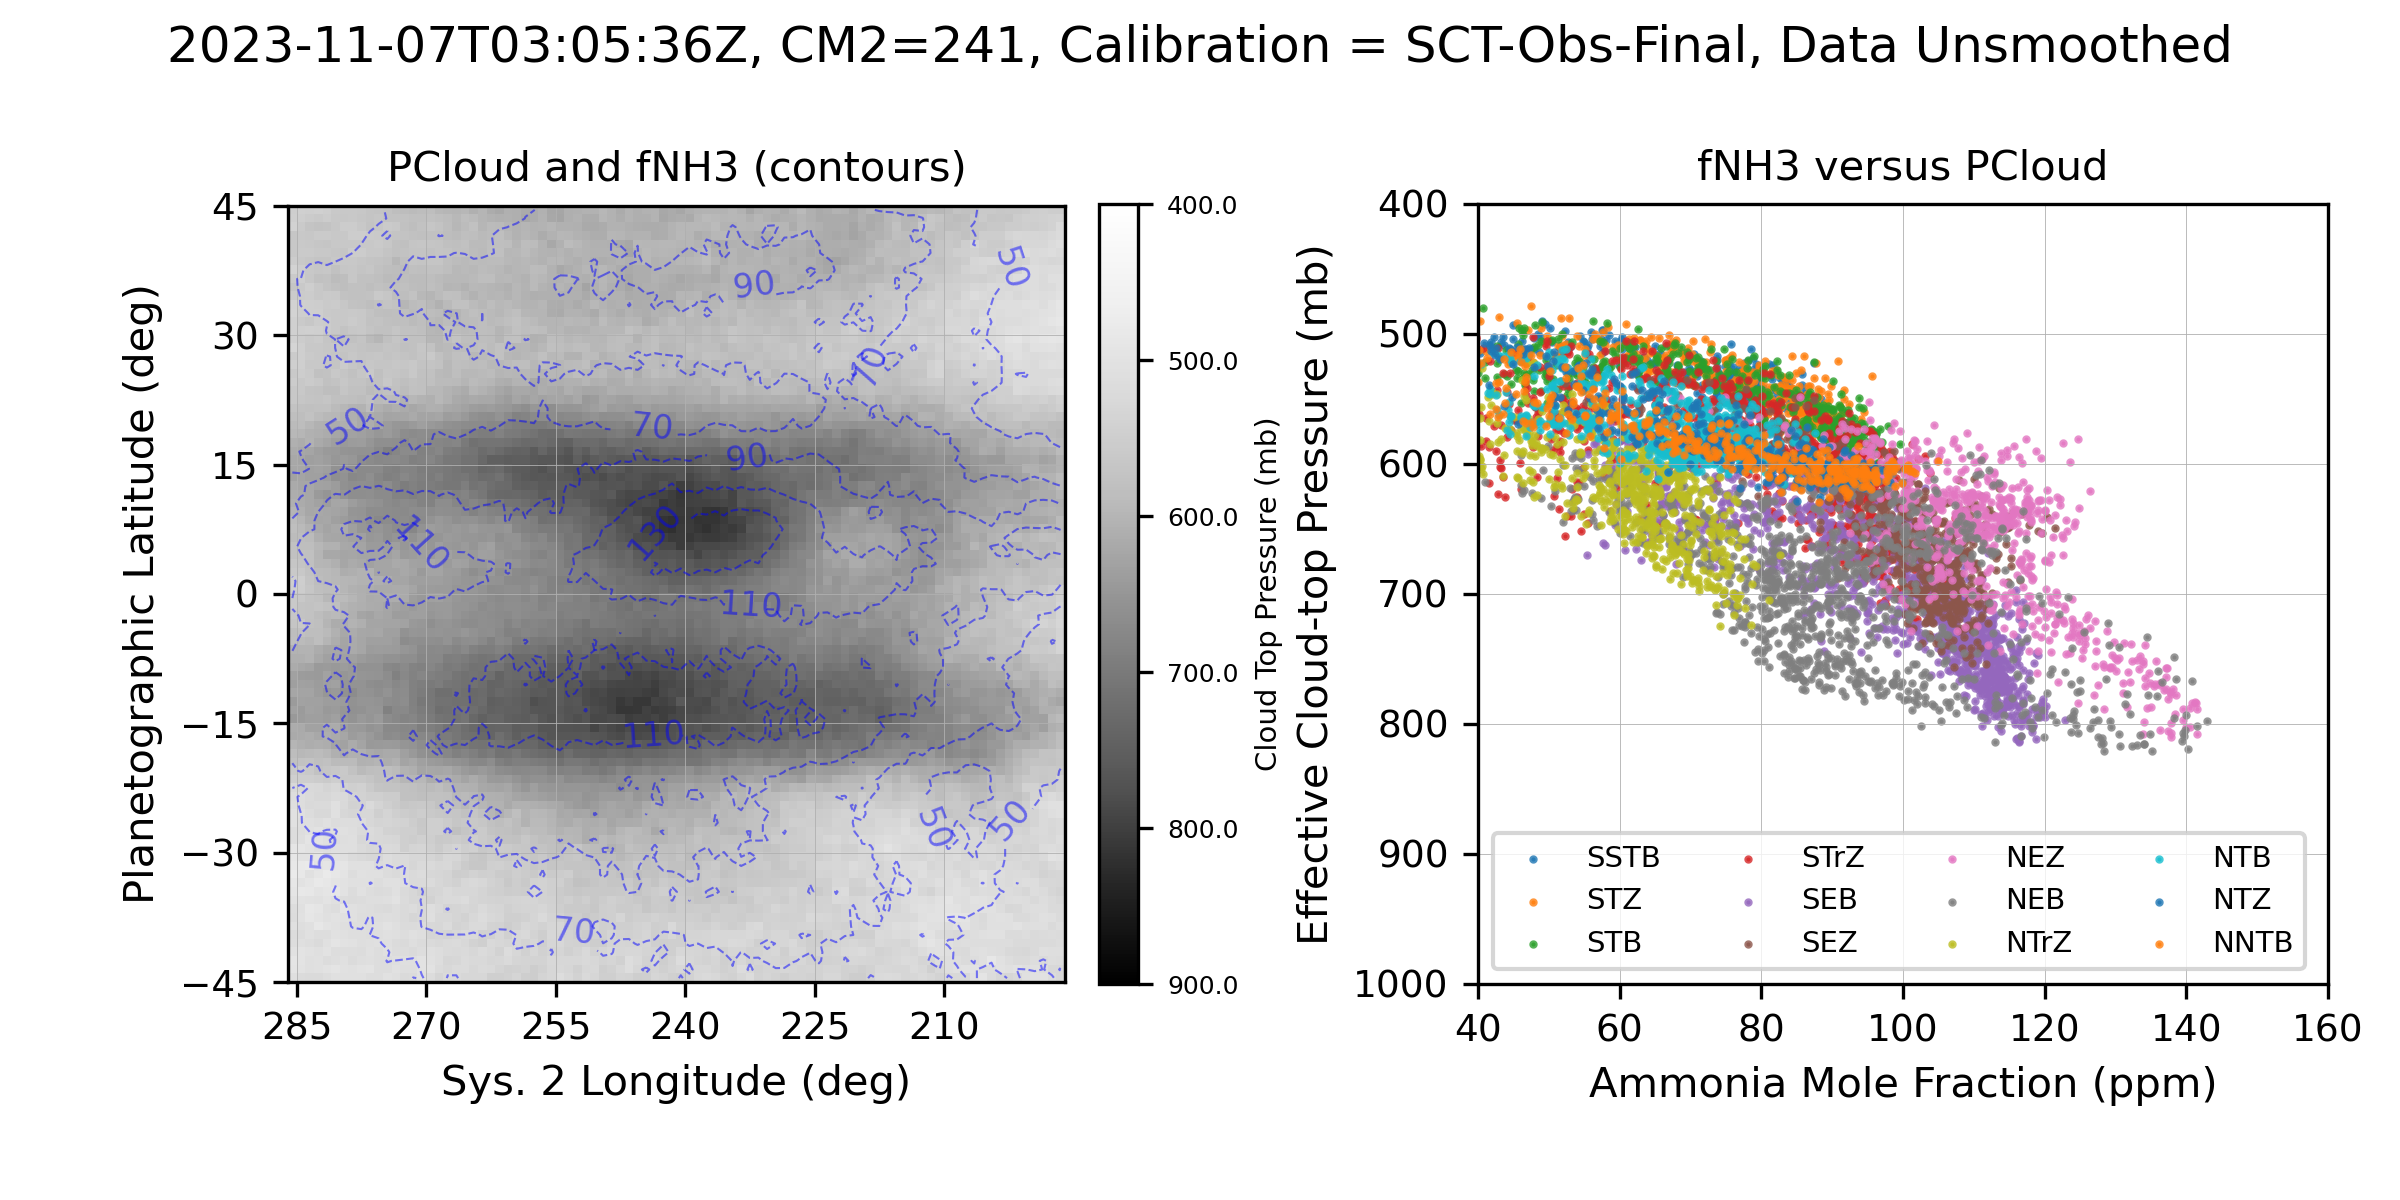 2023-11-07T03:05:36Z, CM2=241, Calibration = SCT-Obs-Final, Data Unsmoothed
PCloud and fNH3 (contours)
Planetographic Latitude (deg)
45
30
15
0
−15
−30
−45
285 270 255 240 225 210
Sys. 2 Longitude (deg)
50
90
70
50
70
90
130
110
110
110
50
50
50
70
400.0
500.0
600.0
700.0
800.0
900.0
Cloud Top Pressure (mb)
fNH3 versus PCloud
Effective Cloud-top Pressure (mb)
400
500
600
700
800
900
1000
SSTB STrZ NEZ NTB
STZ SEB NEB NTZ
STB SEZ NTrZ NNTB
40 60 80 100 120 140 160
Ammonia Mole Fraction (ppm)